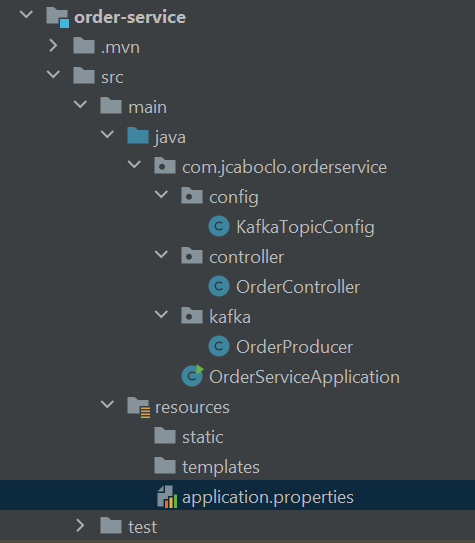 order-service
.mvn
src
main
java
com.jcaboclo.orderservice
config
KafkaTopicConfig
controller
OrderController
kafka
OrderProducer
OrderServiceApplication
resources
static
templates
application.properties
test